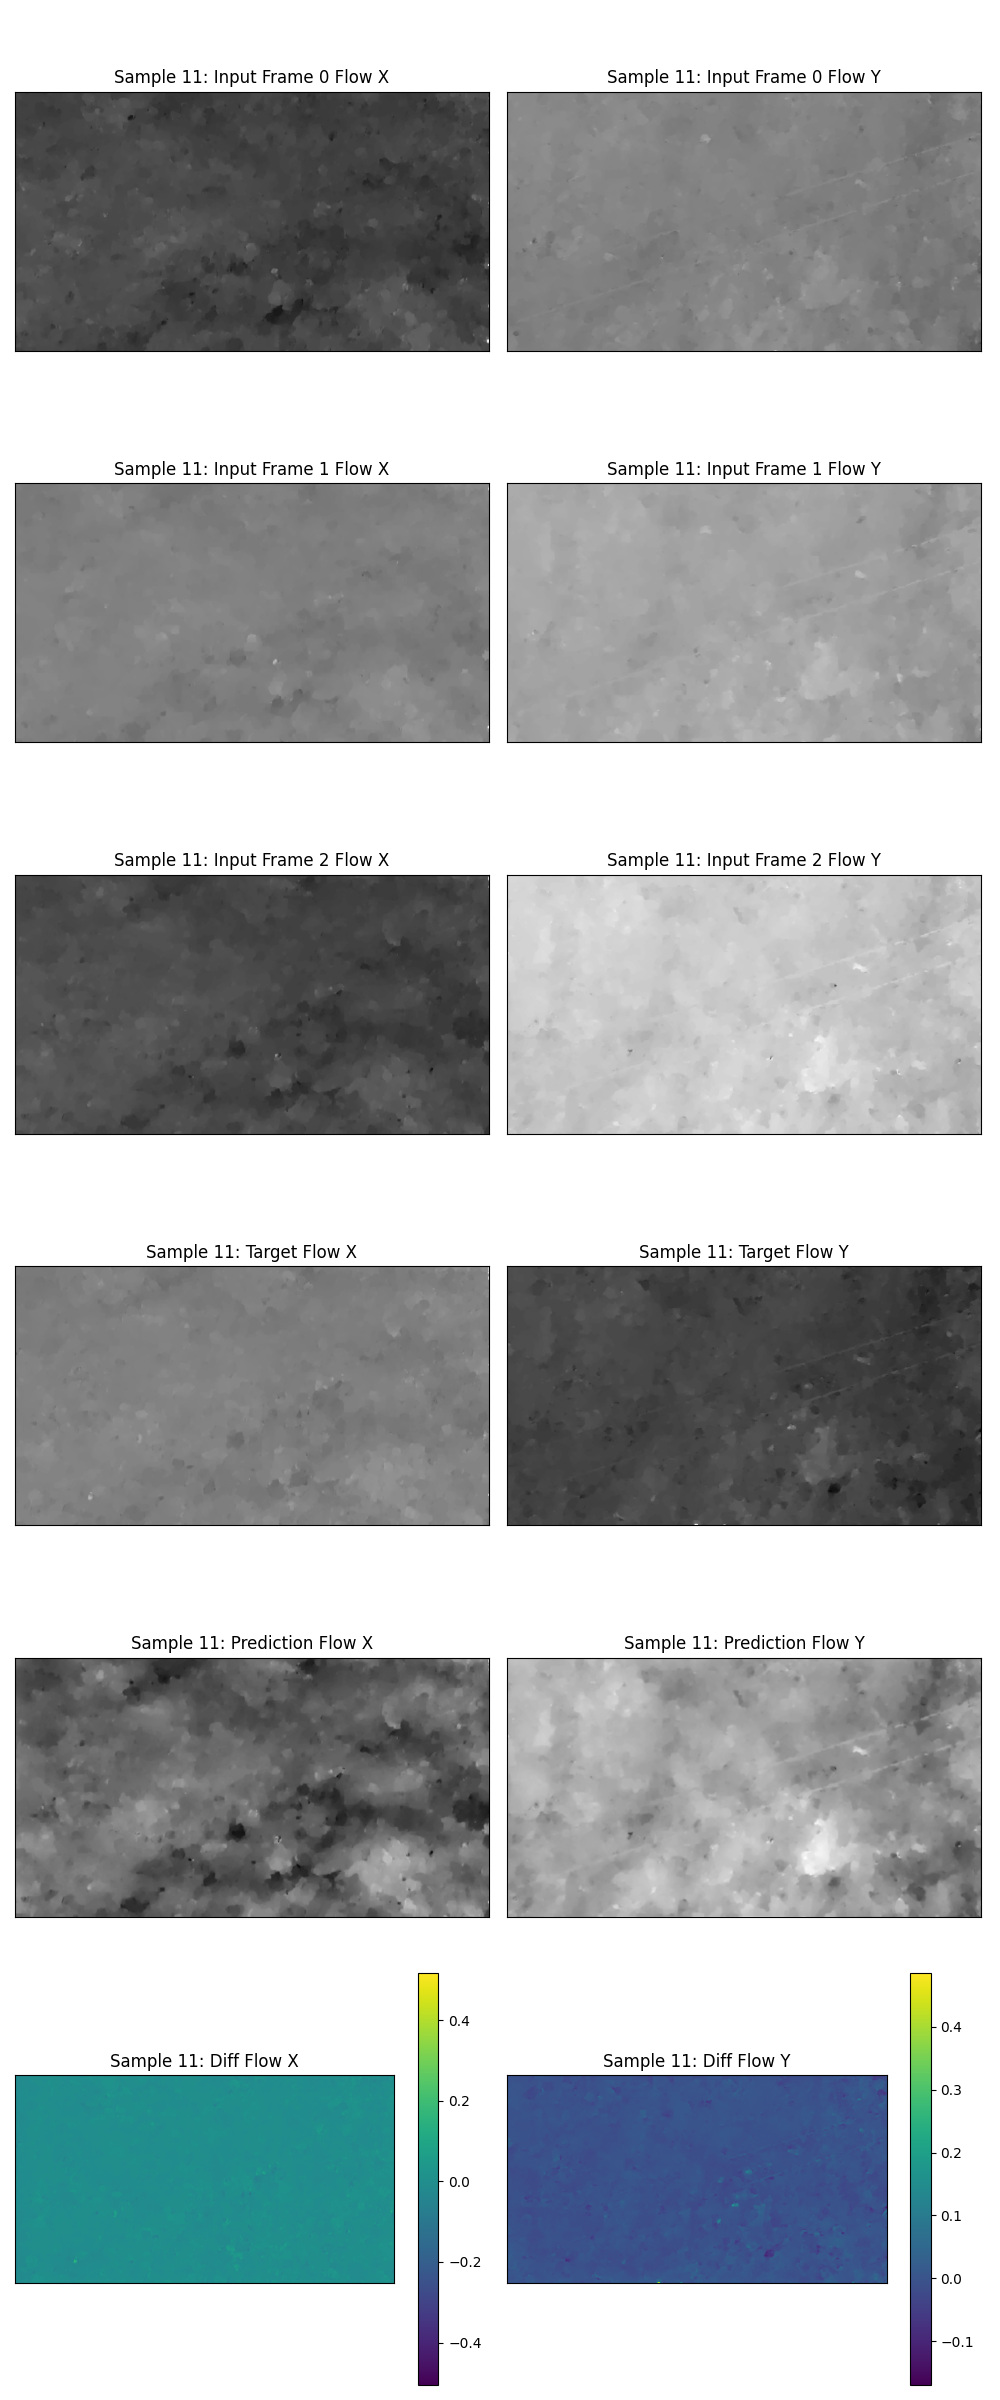 Sample 11: Input Frame 0 Flow X
Sample 11: Input Frame 0 Flow Y
Sample 11: Input Frame 1 Flow X
Sample 11: Input Frame 1 Flow Y
Sample 11: Input Frame 2 Flow X
Sample 11: Input Frame 2 Flow Y
Sample 11: Target Flow X
Sample 11: Target Flow Y
Sample 11: Prediction Flow X
Sample 11: Prediction Flow Y
Sample 11: Diff Flow X
0.4
0.2
0.0
−0.2
−0.4
Sample 11: Diff Flow Y
0.4
0.3
0.2
0.1
0.0
−0.1